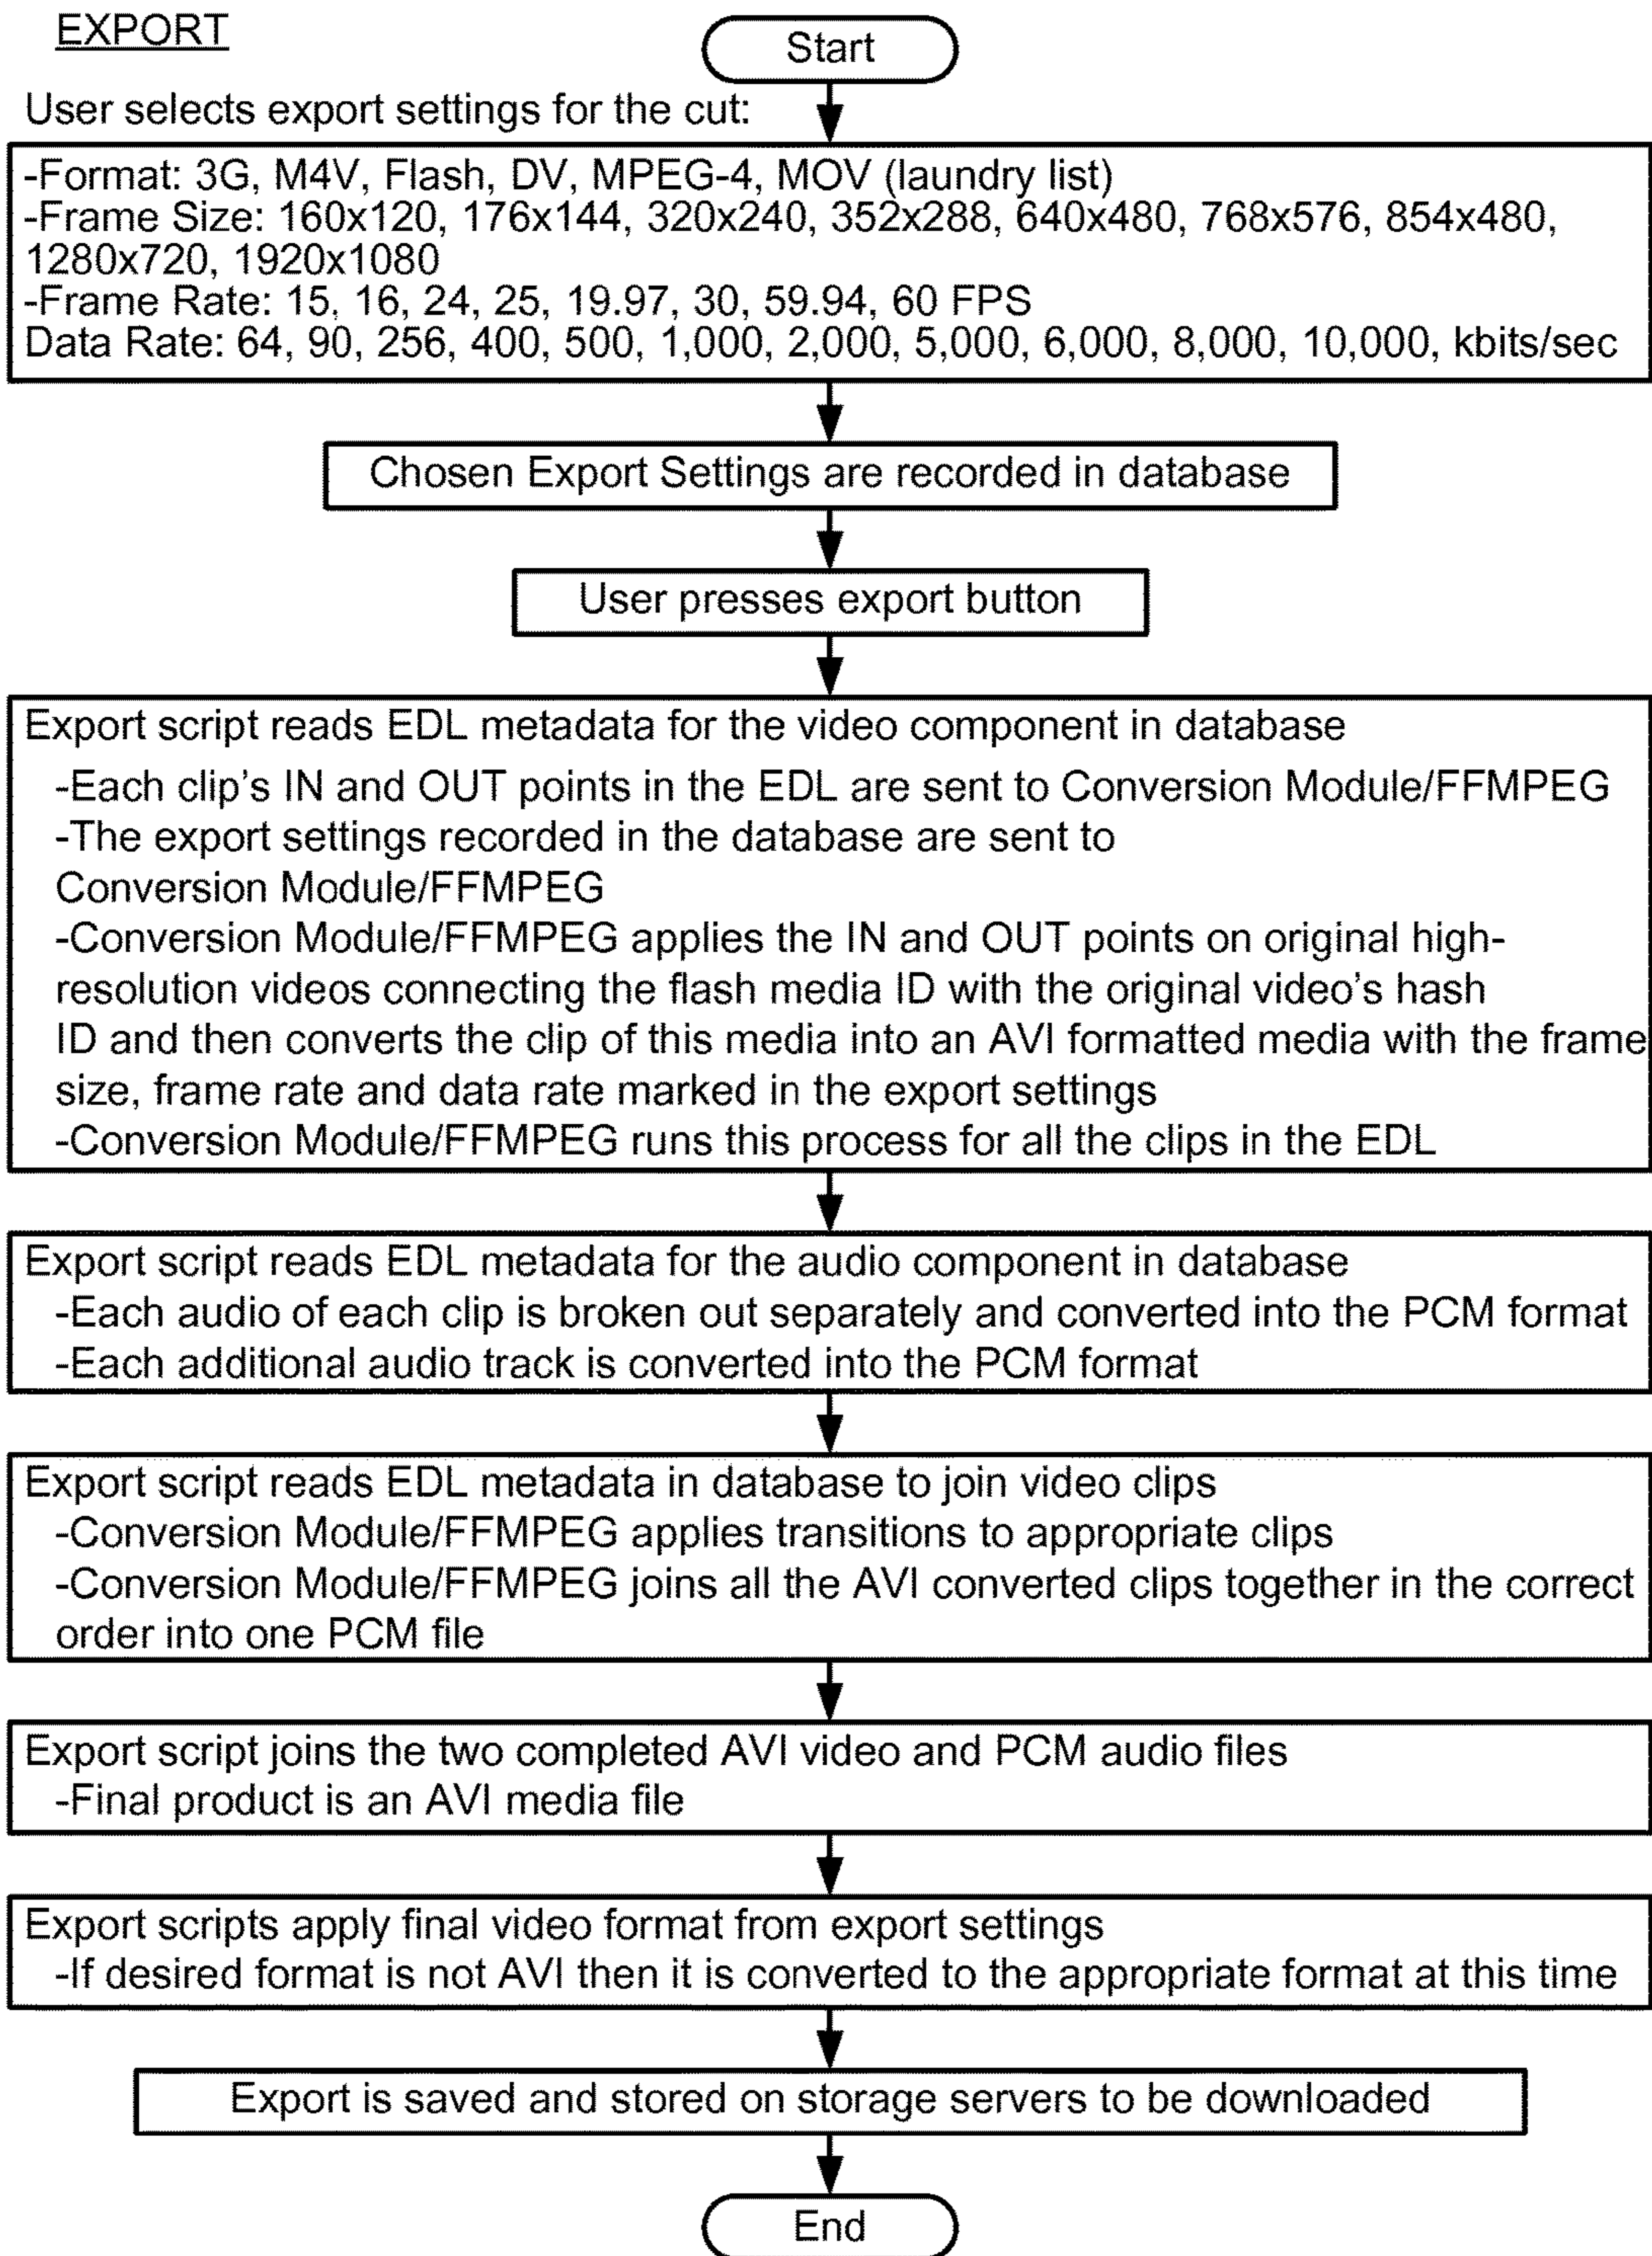 EXPORT
Start
User selects export settings for the cut:
-Format: 3G, M4V, Flash, DV, MPEG-4, MOV (laundry list)
-Frame Size: 160x120, 176x144, 320x240, 352x288, 640x480, 768x576, 854x480,
1280x720, 1920x1080
-Frame Rate: 15, 16, 24, 25, 19.97, 30, 59.94, 60 FPS
Data Rate: 64, 90, 256, 400, 500, 1,000, 2,000, 5,000, 6,000, 8,000, 10,000, kbits/sec
Chosen Export Settings are recorded in database
User presses export button
Export script reads EDL metadata for the video component in database
-Each clip's IN and OUT points in the EDL are sent to Conversion Module/FFMPEG
-The export settings recorded in the database are sent to
Conversion Module/FFMPEG
-Conversion Module/FFMPEG applies the IN and OUT points on original high-
resolution videos connecting the flash media ID with the original video's hash
ID and then converts the clip of this media into an AVI formatted media with the frame
size, frame rate and data rate marked in the export settings
-Conversion Module/FFMPEG runs this process for all the clips in the EDL
Export script reads EDL metadata for the audio component in database
-Each audio of each clip is broken out separately and converted into the PCM format
-Each additional audio track is converted into the PCM format
Export script reads EDL metadata in database to join video clips
-Conversion Module/FFMPEG applies transitions to appropriate clips
-Conversion Module/FFMPEG joins all the AVI converted clips together in the correct
order into one PCM file
Export script joins the two completed AVI video and PCM audio files
-Final product is an AVI media file
Export scripts apply final video format from export settings
-If desired format is not AVI then it is converted to the appropriate format at this time
Export is saved and stored on storage servers to be downloaded
End